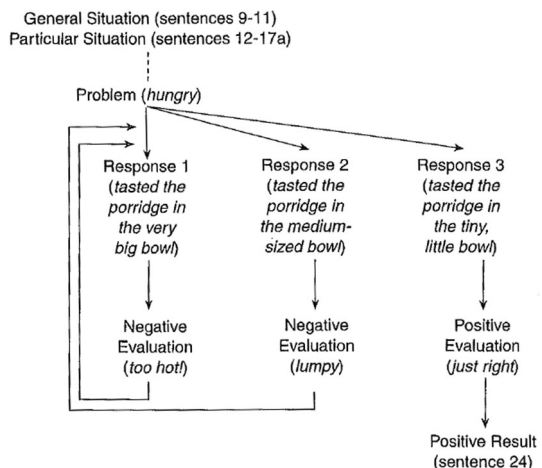 General Situation (sentences 9-11)
Particular Situation (sentences 12-17a)
Problem (hungry)
Response 1
(tasted the
porridge in
the very
big bowl)
Response 2
(tasted the
porridge in
the medium-
sized bowl)
Response 3
(tasted the
porridge in
the tiny,
little bowl)
Negative
Evaluation
(too hot!)
Negative
Evaluation
(lumpy)
Positive
Evaluation
(just right)
Positive Result
(sentence 24)